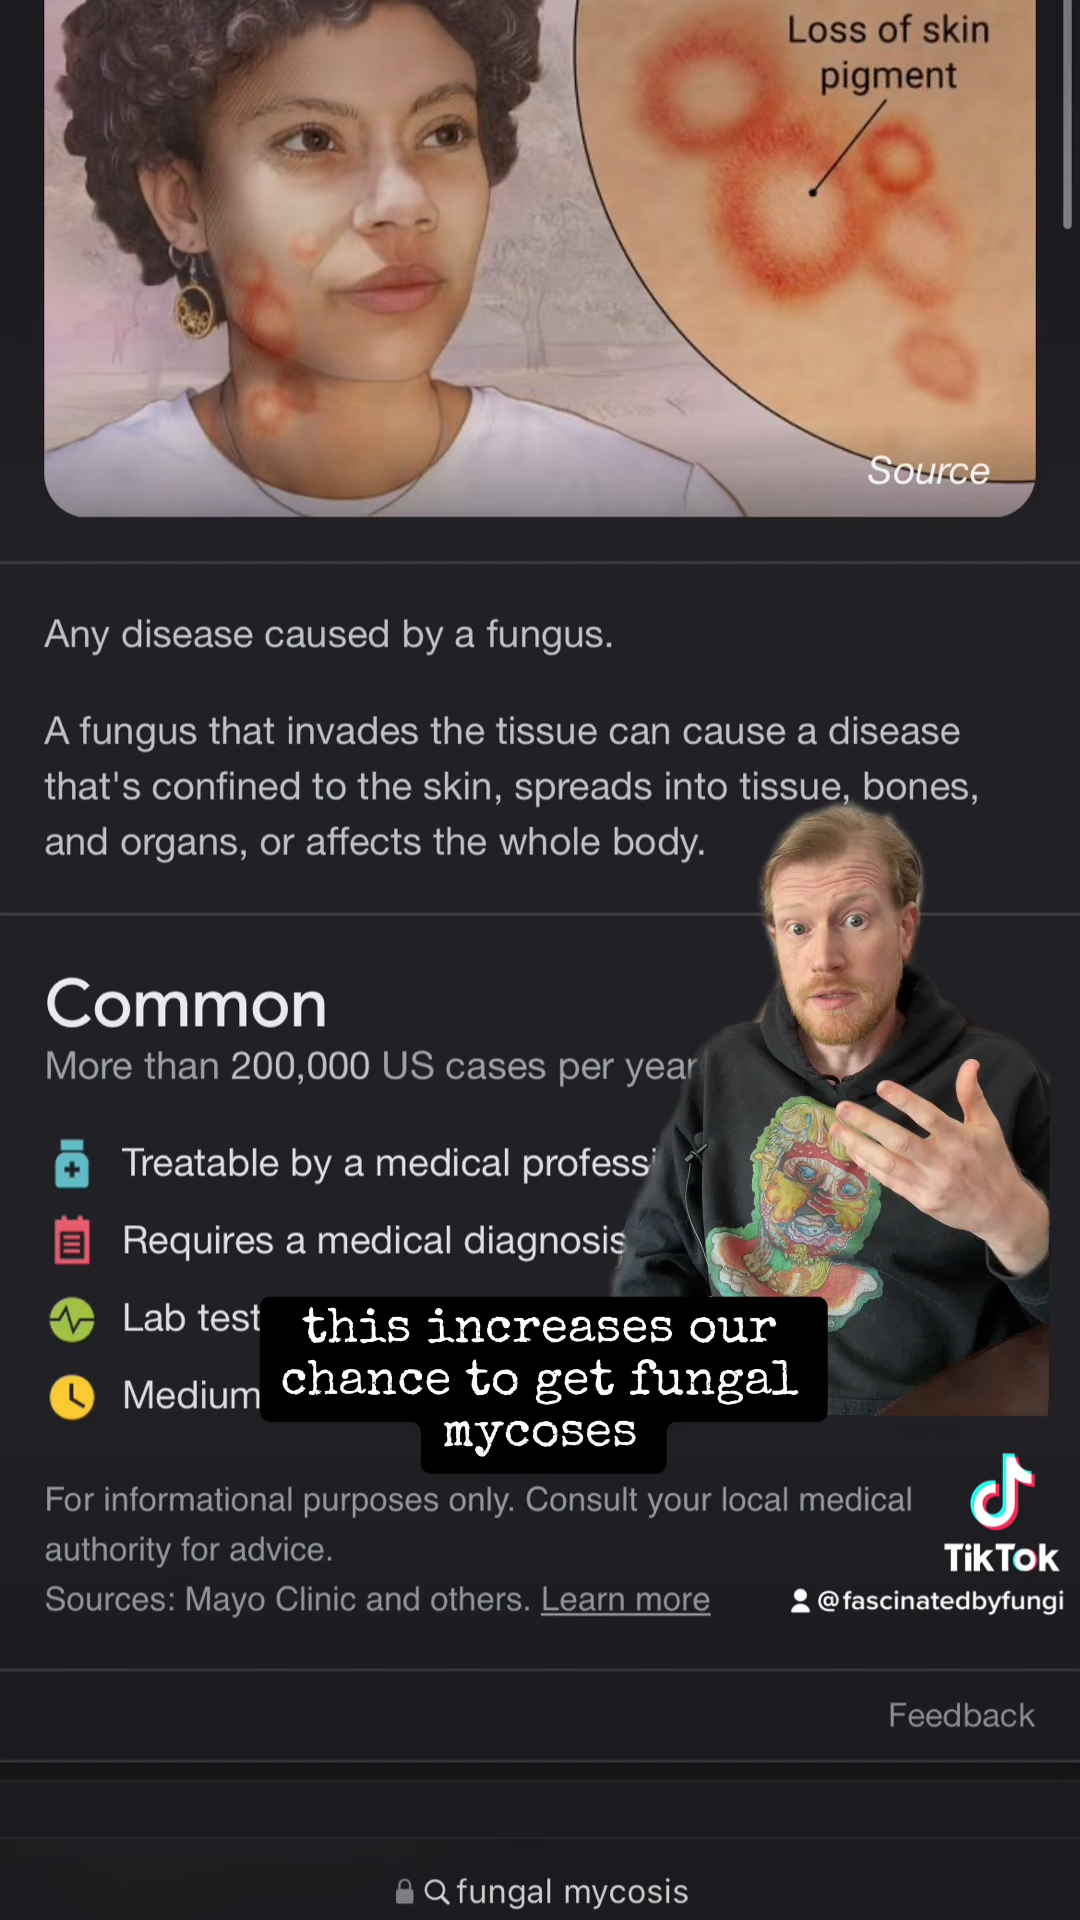 Loss of skin
pigment
Source
Any disease caused by a fungus.
A fungus that invades the tissue can cause a disease
that's confined to the skin, spreads into tissue, bones,
and organs, or affects the whole body.
Common
More than 200,000 US cases per year
Treatable by a medical professi
Requires a medical diagnosis
Lab test
Medium
this increases our
chance to get fungal
mycoses
For informational purposes only. Consult your local medical
authority for advice.
Sources: Mayo Clinic and others. Learn more
TikTok
@fascinatedbyfungi
Feedback
fungal mycosis